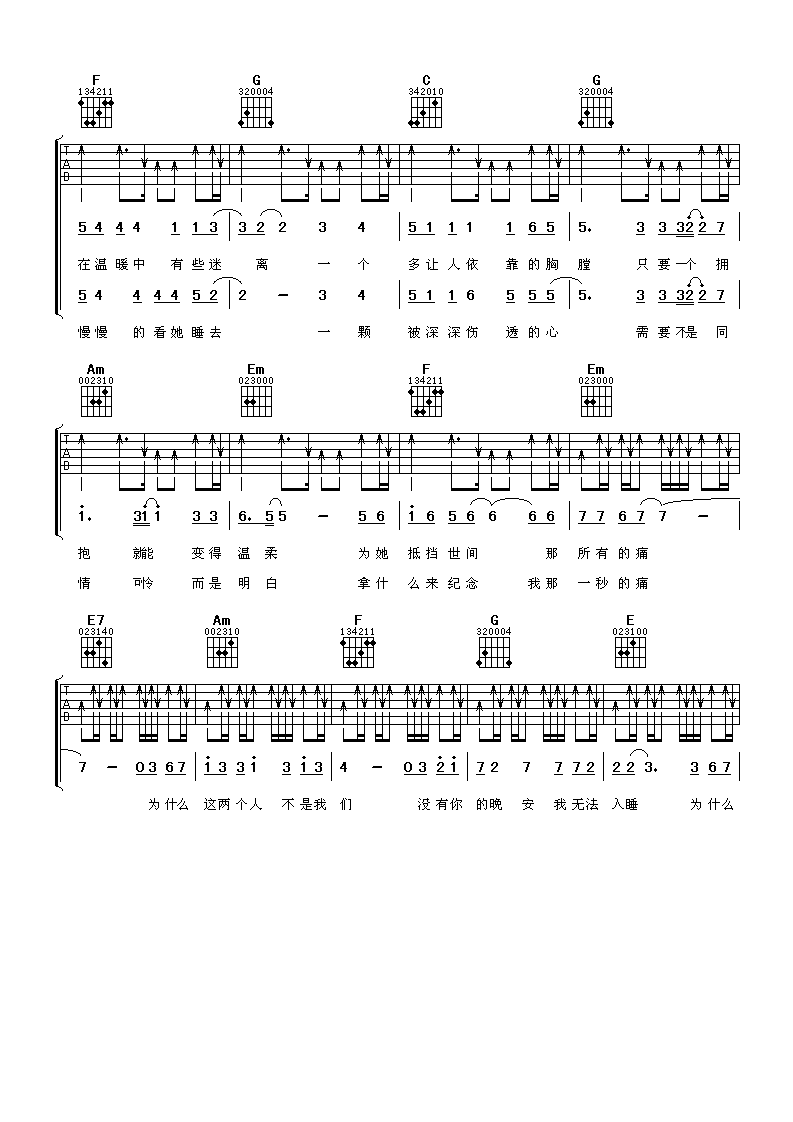 F G C G
134211 320004 342010 320004
T
A
B
5 4 4 4 1 1 3 3 2 2 3 4 5 1 1 1 1 6 5 5. 3 3 3 2 2 7
在温 暖中 有些迷 离 一 个 多让 人依 靠的胸 膛 只 要一个 拥
5 4 4 4 4 5 2 2 - 3 4 5 1 1 6 5 5 5 5. 3 3 3 2 2 7
慢慢 的 看她 睡去 一 颗 被深 深伤 透的心 需 要不是 同
Am Em F Em
002310 023000 134211 023000
T
A
B
1. 3 1 1 3 3 6. 5 5 - 5 6 1 6 5 6 6 6 6 7 7 6 7 7 -
抱 就能 变得 温 柔 为她 抵挡 世间 那 所有 的痛
情 可怜 而是 明 白 拿什 么来 纪念 我那 一秒 的痛
E7 Am F G E
023140 002310 134211 320004 023100
T
A
B
7 - 0 3 6 7 1 3 3 1 3 1 3 4 - 0 3 2 1 7 2 7 7 7 2 2 2 3. 3 6 7
为什么 这两个人 不是我 们 没有你 的晚 安 我无法 入睡 为什么